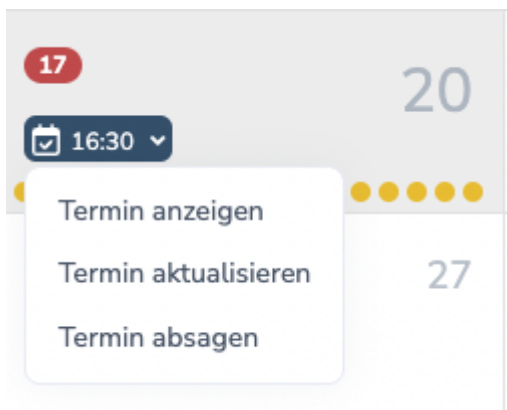 17
20
16:30
Termin anzeigen
Termin aktualisieren
27
Termin absagen